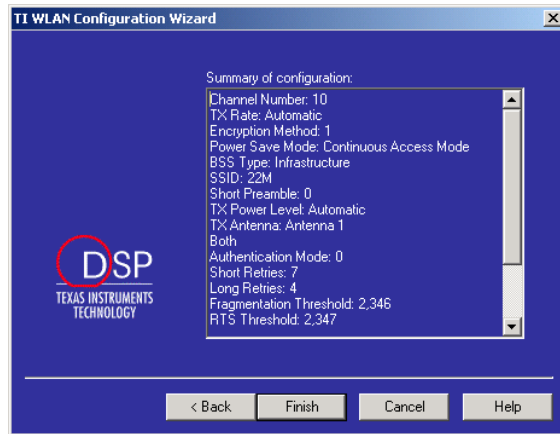 TI WLAN Configuration Wizard
Summary of configuration:
Channel Number: 10
TX Rate: Automatic
Encryption Method: 1
Power Save Mode: Continuous Access Mode
BSS Type: Infrastructure
SSID: 22M
Short Preamble: 0
TX Power Level: Automatic
TX Antenna: Antenna 1
Both
Authentication Mode: 0
Short Retries: 7
Long Retries: 4
Fragmentation Threshold: 2,346
RTS Threshold: 2,347
DSP
TEXAS INSTRUMENTS
TECHNOLOGY
< Back
Finish
Cancel
Help